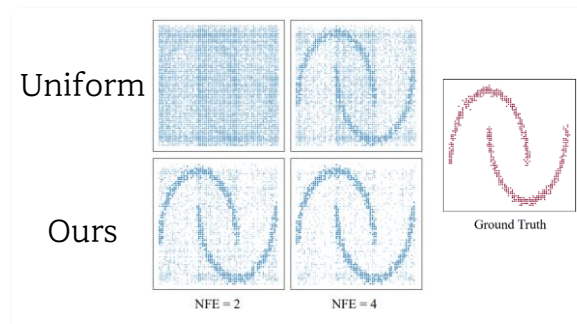 Uniform
Ours
Ground Truth
NFE = 2
NFE = 4